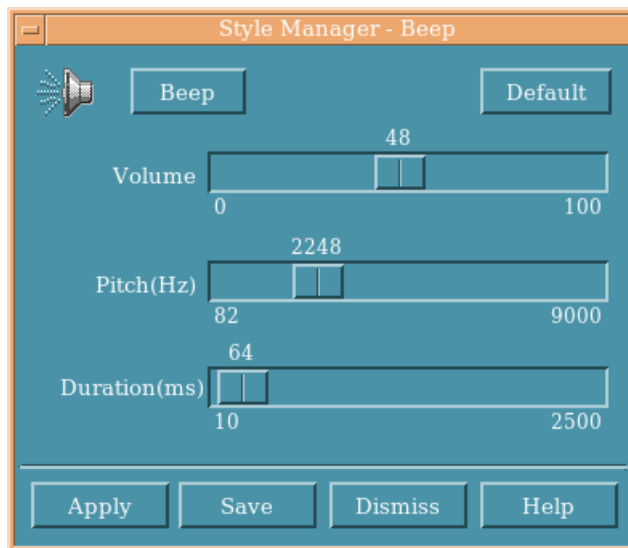 Style Manager - Beep
Beep Default
48
Volume
0 100
2248
Pitch(Hz)
82 9000
64
Duration(ms)
10 2500
Apply Save Dismiss Help